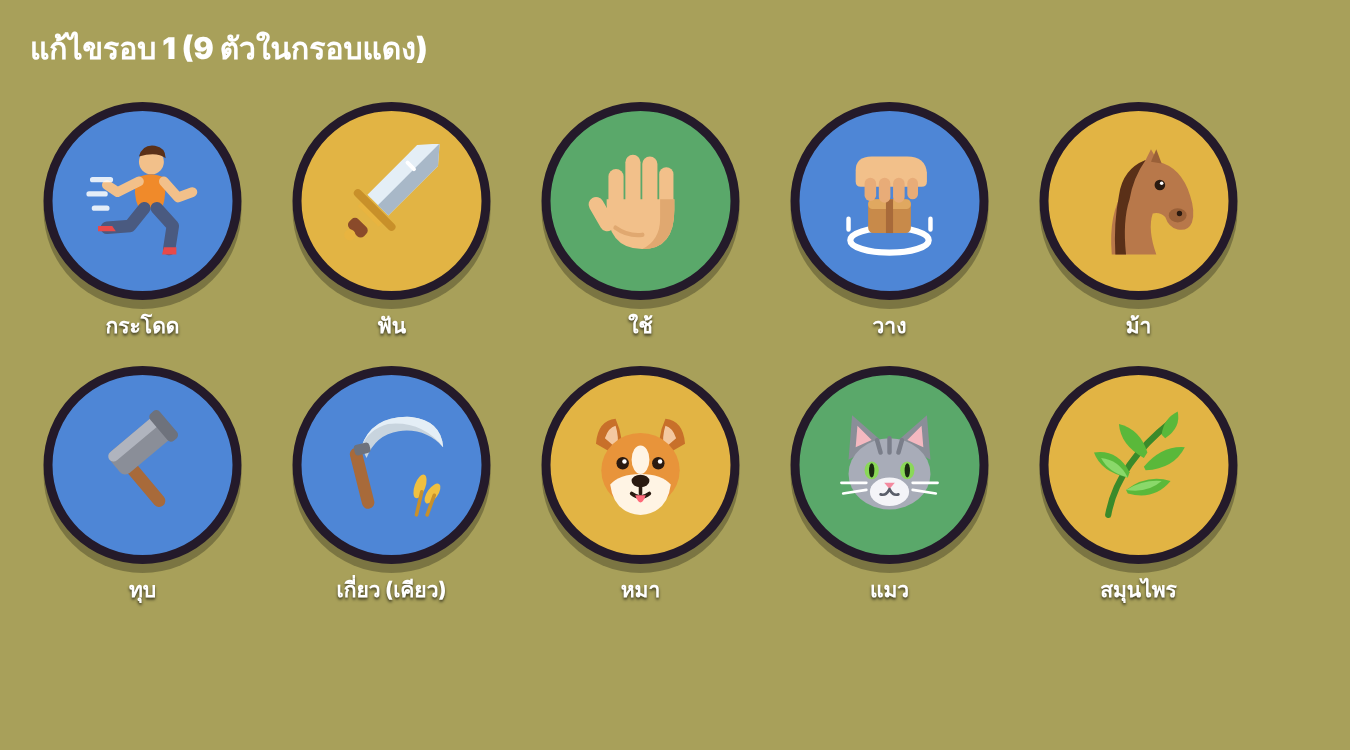 แก้ไขรอบ 1 (9 ตัวในกรอบแดง)
กระโดด
ฟัน
ใช้
วาง
ม้า
ทุบ
เกี่ยว (เคียว)
หมา
แมว
สมุนไพร